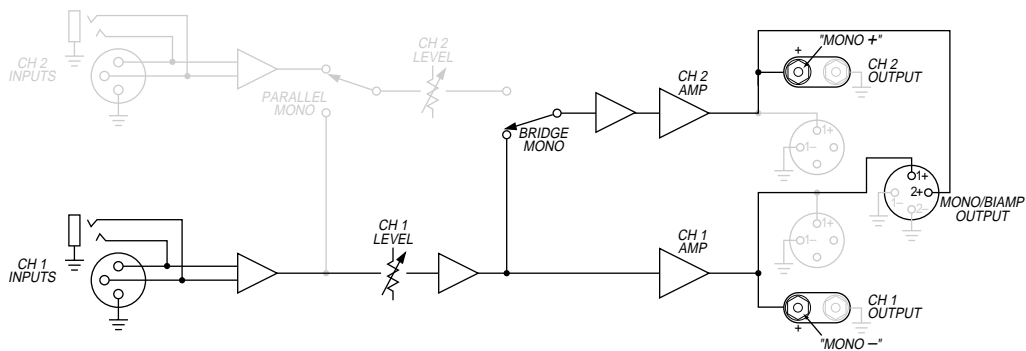 CH 2
INPUTS
PARALLEL
MONO
CH 2
LEVEL
BRIDGE
MONO
CH 2
AMP
"MONO +"
+
CH 2
OUTPUT
1+
1–
1+
2+
1–
2–
MONO/BIAMP
OUTPUT
CH 1
INPUTS
CH 1
LEVEL
CH 1
AMP
1+
1–
+
CH 1
OUTPUT
"MONO –"